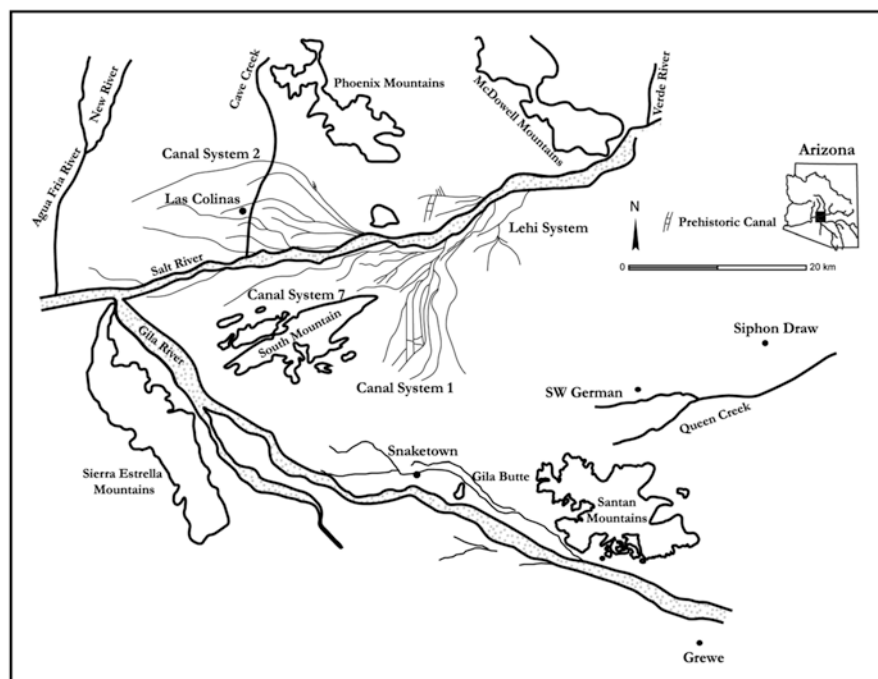 New River
Agua Fria River
Cave Creek
Phoenix Mountains
McDowell Mountains
Verde River
Arizona
Canal System 2
Las Colinas
N
Prehistoric Canal
Lehi System
0
20 km
Salt River
Canal System 7
South Mountain
Gila River
Canal System 1
Siphon Draw
SW German
Queen Creek
Snaketown
Gila Butte
Sierra Estrella
Mountains
Santan
Mountains
Grewe